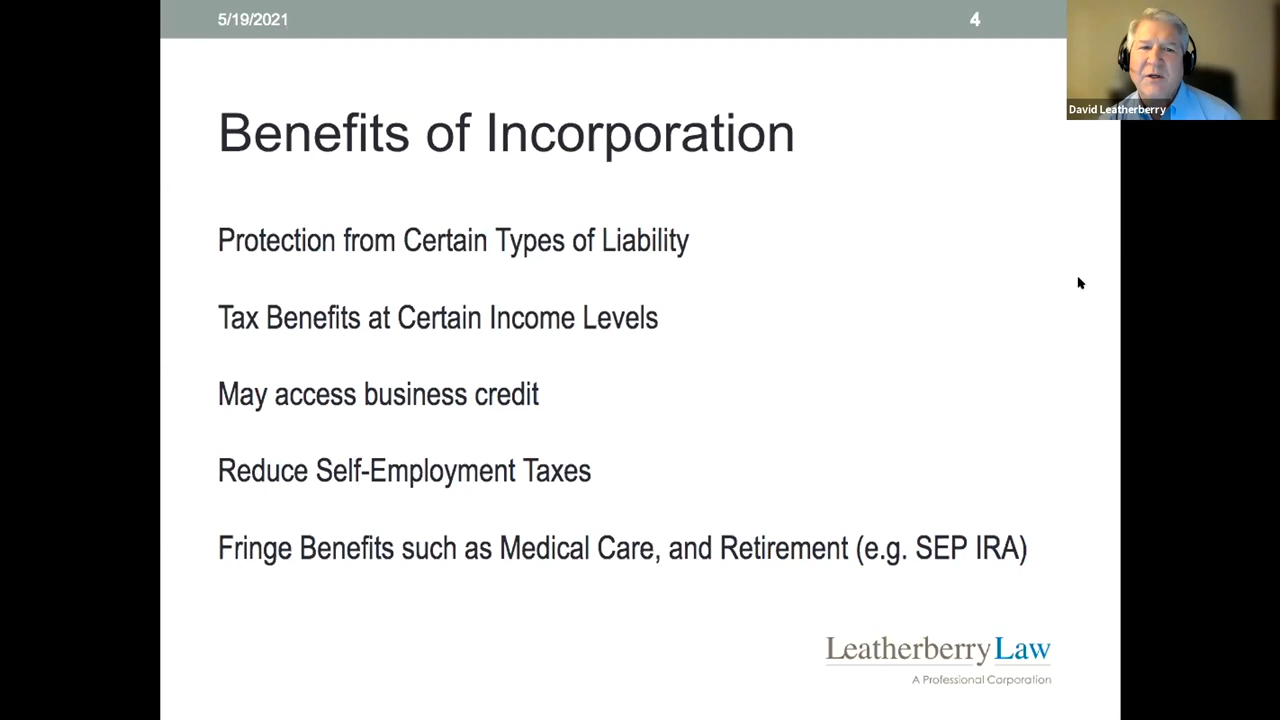 5/19/2021
4
David Leatherberry
Benefits of Incorporation
Protection from Certain Types of Liability
Tax Benefits at Certain Income Levels
May access business credit
Reduce Self-Employment Taxes
Fringe Benefits such as Medical Care, and Retirement (e.g. SEP IRA)
Leatherberry Law
A Professional Corporation